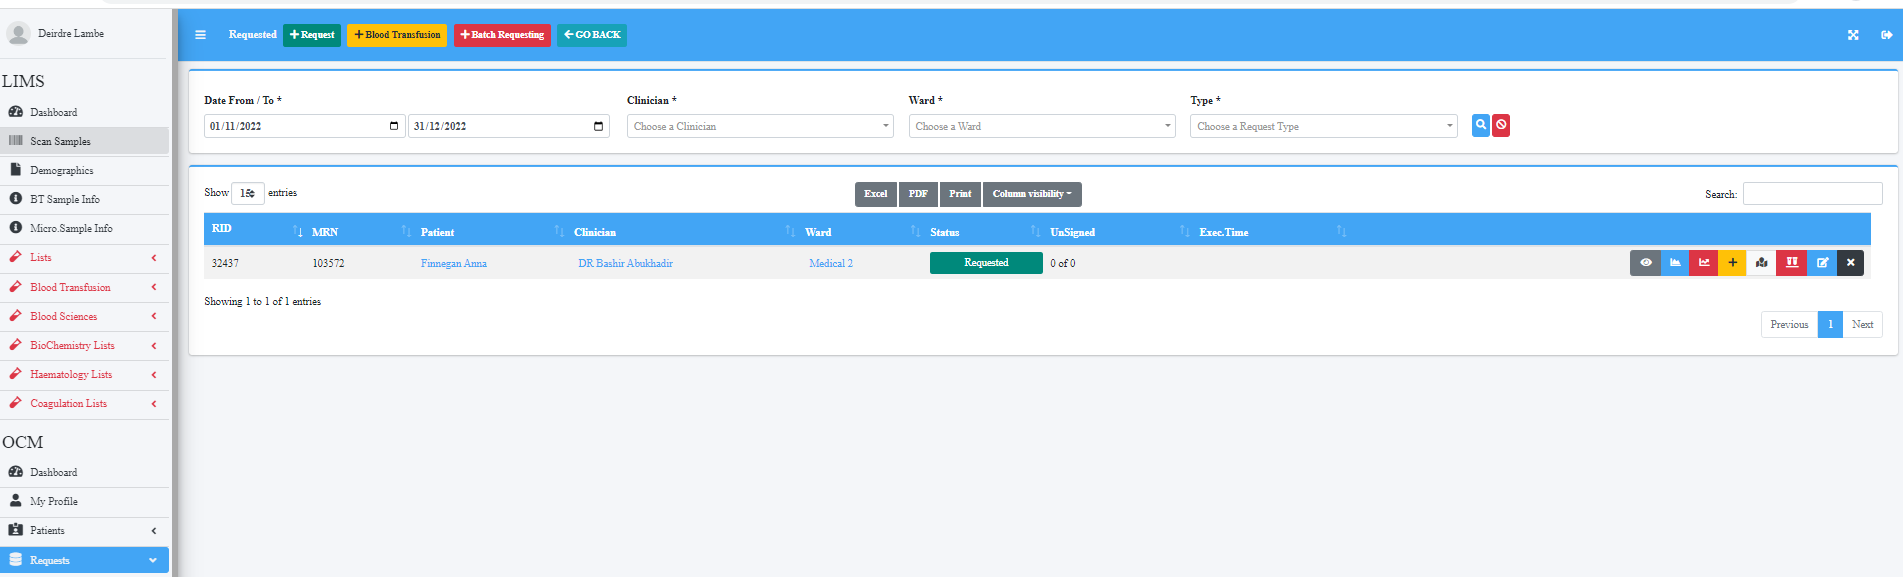 Deirdre Lambe
Requested Request Blood Transfusion Batch Requesting GO BACK
LIMS
Dashboard
Scan Samples
Demographics
BT Sample Info
Micro.Sample Info
Lists
Blood Transfusion
Blood Sciences
BioChemistry Lists
Haematology Lists
Coagulation Lists
OCM
Dashboard
My Profile
Patients
Requests
Date From / To * Clinician * Ward * Type *
01/11/2022 31/12/2022 Choose a Clinician Choose a Ward Choose a Request Type
Show 15 entries Excel PDF Print Column visibility Search:
RID MRN Patient Clinician Ward Status UnSigned Exec.Time
32437 103572 Finnegan Anna DR Bashir Abukhadir Medical 2 Requested 0 of 0
Showing 1 to 1 of 1 entries
Previous 1 Next